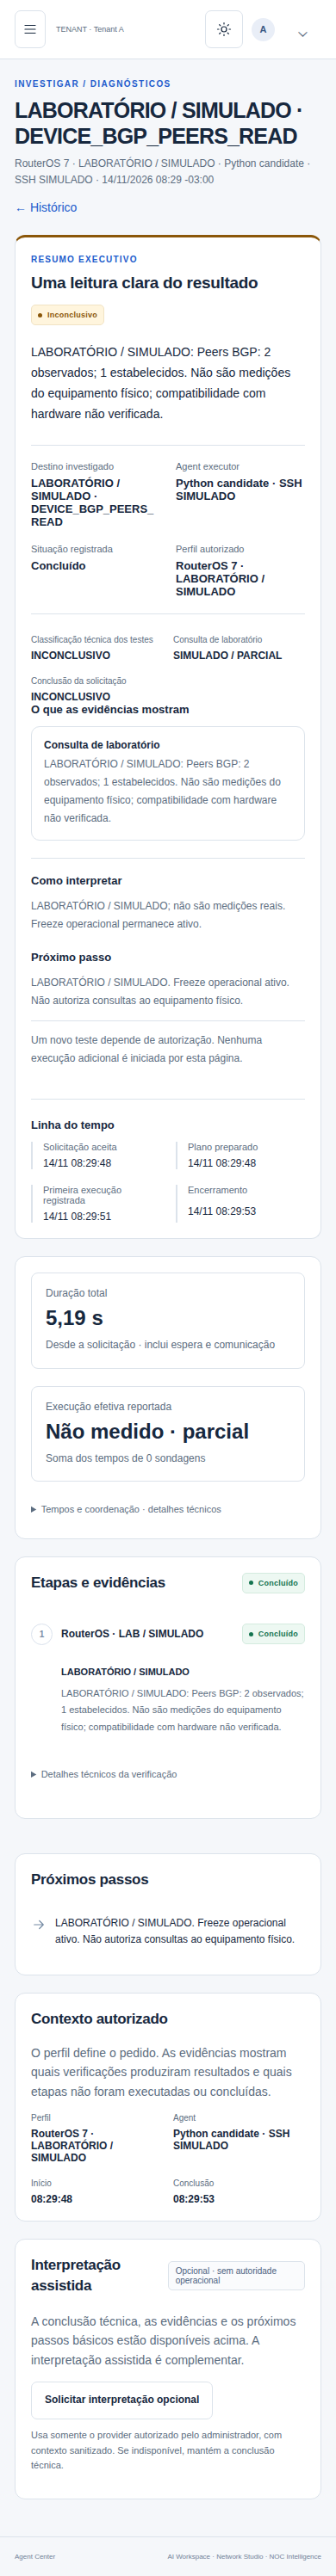 TENANT · Tenant A
A
INVESTIGAR / DIAGNÓSTICOS
LABORATÓRIO / SIMULADO ·
DEVICE_BGP_PEERS_READ
RouterOS 7 · LABORATÓRIO / SIMULADO · Python candidate ·
SSH SIMULADO · 14/11/2026 08:29 -03:00
← Histórico
RESUMO EXECUTIVO
Uma leitura clara do resultado
Inconclusivo
LABORATÓRIO / SIMULADO: Peers BGP: 2
observados; 1 estabelecidos. Não são medições
do equipamento físico; compatibilidade com
hardware não verificada.
Destino investigado
LABORATÓRIO /
SIMULADO ·
DEVICE_BGP_PEERS_
READ
Agent executor
Python candidate · SSH
SIMULADO
Situação registrada
Concluído
Perfil autorizado
RouterOS 7 ·
LABORATÓRIO /
SIMULADO
Classificação técnica dos testes
INCONCLUSIVO
Consulta de laboratório
SIMULADO / PARCIAL
Conclusão da solicitação
INCONCLUSIVO
O que as evidências mostram
Consulta de laboratório
LABORATÓRIO / SIMULADO: Peers BGP: 2
observados; 1 estabelecidos. Não são medições do
equipamento físico; compatibilidade com hardware
não verificada.
Como interpretar
LABORATÓRIO / SIMULADO; não são medições reais.
Freeze operacional permanece ativo.
Próximo passo
LABORATÓRIO / SIMULADO. Freeze operacional ativo.
Não autoriza consultas ao equipamento físico.
Um novo teste depende de autorização. Nenhuma
execução adicional é iniciada por esta página.
Linha do tempo
Solicitação aceita
14/11 08:29:48
Plano preparado
14/11 08:29:48
Primeira execução
registrada
14/11 08:29:51
Encerramento
14/11 08:29:53
Duração total
5,19 s
Desde a solicitação · inclui espera e comunicação
Execução efetiva reportada
Não medido · parcial
Soma dos tempos de 0 sondagens
Tempos e coordenação · detalhes técnicos
Etapas e evidências
Concluído
1
RouterOS · LAB / SIMULADO
Concluído
LABORATÓRIO / SIMULADO
LABORATÓRIO / SIMULADO: Peers BGP: 2 observados;
1 estabelecidos. Não são medições do equipamento
físico; compatibilidade com hardware não verificada.
Detalhes técnicos da verificação
Próximos passos
→ LABORATÓRIO / SIMULADO. Freeze operacional
ativo. Não autoriza consultas ao equipamento físico.
Contexto autorizado
O perfil define o pedido. As evidências mostram
quais verificações produziram resultados e quais
etapas não foram executadas ou concluídas.
Perfil
RouterOS 7 ·
LABORATÓRIO /
SIMULADO
Agent
Python candidate · SSH
SIMULADO
Início
08:29:48
Conclusão
08:29:53
Interpretação
assistida
Opcional · sem autoridade
operacional
A conclusão técnica, as evidências e os próximos
passos básicos estão disponíveis acima. A
interpretação assistida é complementar.
Solicitar interpretação opcional
Usa somente o provider autorizado pelo administrador, com
contexto sanitizado. Se indisponível, mantém a conclusão
técnica.
Agent Center
AI Workspace · Network Studio · NOC Intelligence